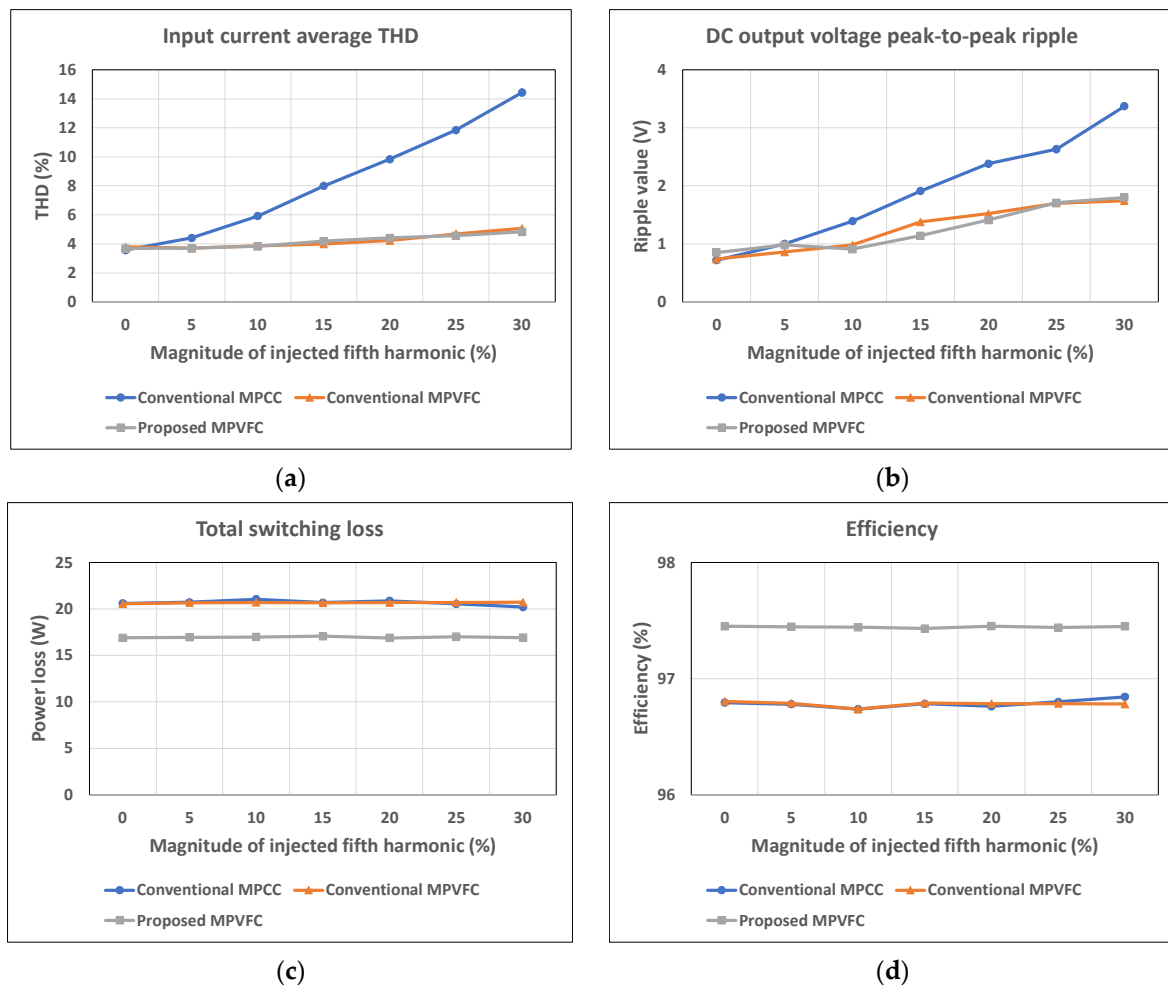 Input current average THD
16
14
12
10
8
6
4
2
0
THD (%)
0 5 10 15 20 25 30
Magnitude of injected fifth harmonic (%)
Conventional MPCC Conventional MPVFC
Proposed MPVFC
(a)
DC output voltage peak-to-peak ripple
4
3
2
1
0
Ripple value (V)
0 5 10 15 20 25 30
Magnitude of injected fifth harmonic (%)
Conventional MPCC Conventional MPVFC
Proposed MPVFC
(b)
Total switching loss
25
20
15
10
5
0
Power loss (W)
0 5 10 15 20 25 30
Magnitude of injected fifth harmonic (%)
Conventional MPCC Conventional MPVFC
Proposed MPVFC
(c)
Efficiency
98
97
96
Efficiency (%)
0 5 10 15 20 25 30
Magnitude of injected fifth harmonic (%)
Conventional MPCC Conventional MPVFC
Proposed MPVFC
(d)